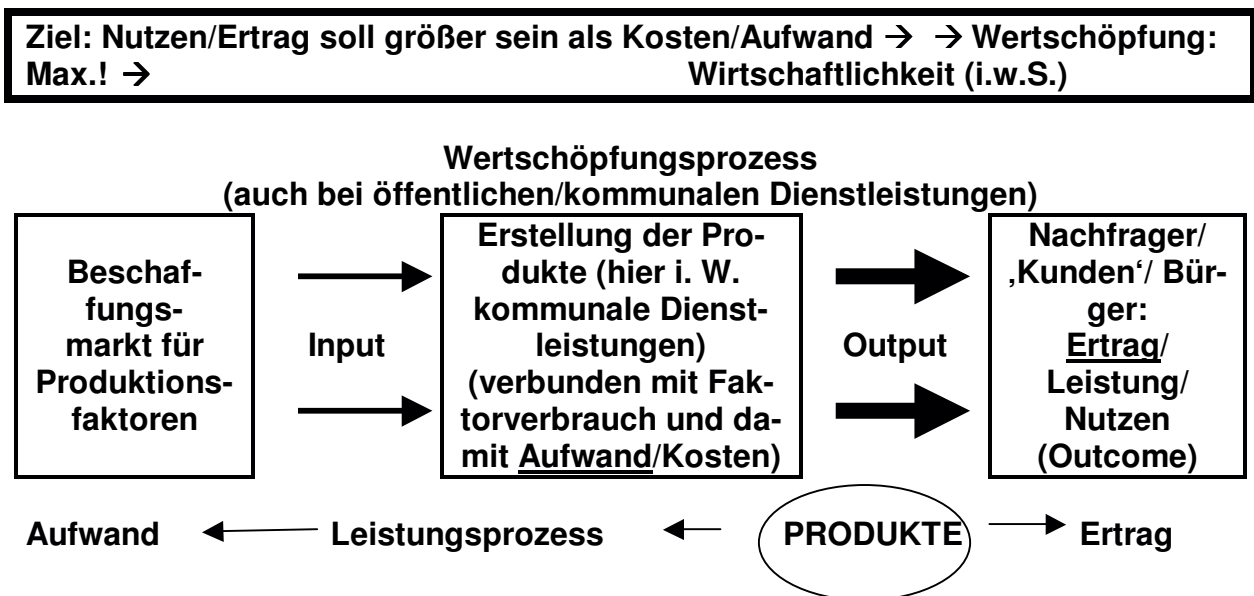 Ziel: Nutzen/Ertrag soll größer sein als Kosten/Aufwand → → Wertschöpfung:
Max.! → Wirtschaftlichkeit (i.w.S.)
Wertschöpfungsprozess
(auch bei öffentlichen/kommunalen Dienstleistungen)
Beschaf-
fungs-
markt für
Produktions-
faktoren
Input
Erstellung der Pro-
dukte (hier i. W.
kommunale Dienst-
leistungen)
(verbunden mit Fak-
torverbrauch und da-
mit Aufwand/Kosten)
Output
Nachfrager/
‚Kunden‘/ Bür-
ger:
Ertrag/
Leistung/
Nutzen
(Outcome)
Aufwand ← Leistungsprozess ← PRODUKTE → Ertrag